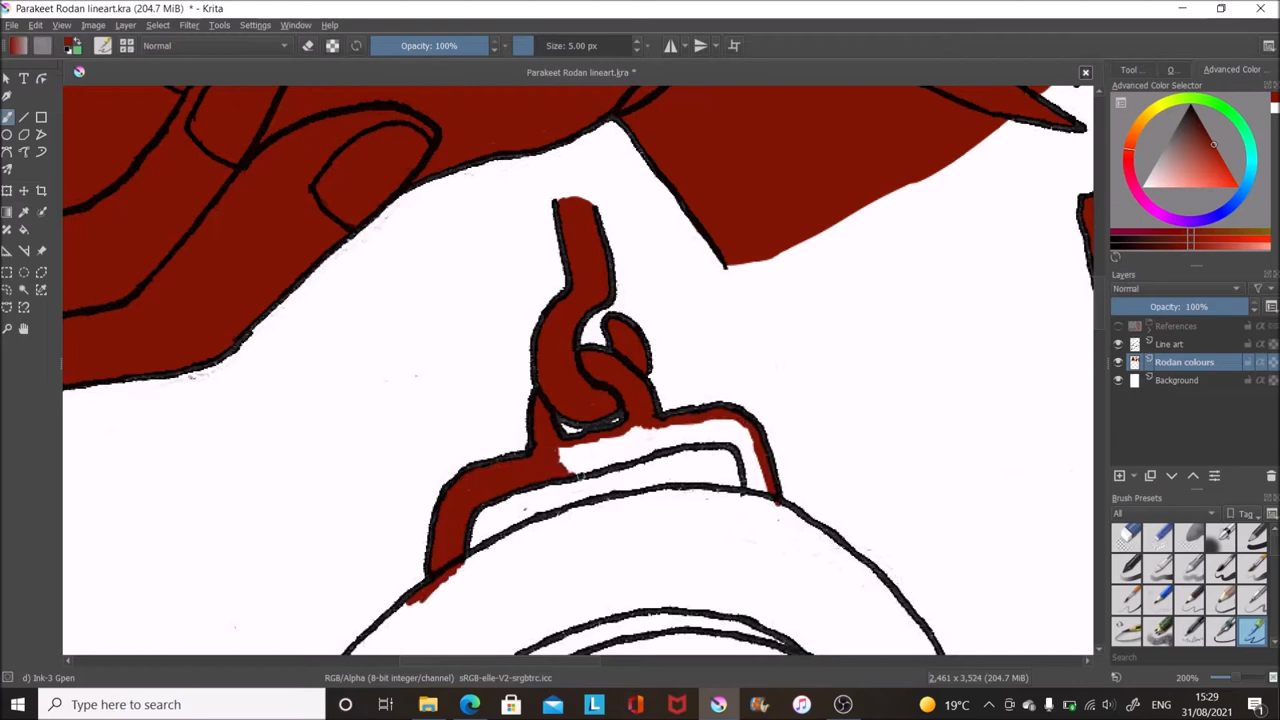 Parakeet Rodan lineart.kra (204.7 MiB) * - Krita
File Edit View Image Layer Select Filter Tools Settings Window Help
Normal Opacity: 100% Size: 5.00 px
Parakeet Rodan lineart.kra *
Tool ... O... Advanced Color ...
Advanced Color Selector
Layers
Normal
Opacity: 100%
References
Line art
Rodan colours
Background
Brush Presets
All Tag
Search
d) Ink-3 Gpen RGB/Alpha (8-bit integer/channel) sRGB-elle-V2-srgbtrc.icc 2,461 x 3,524 (204.7 MiB) 200%
Type here to search 19°C ENG 15:29
31/08/2021